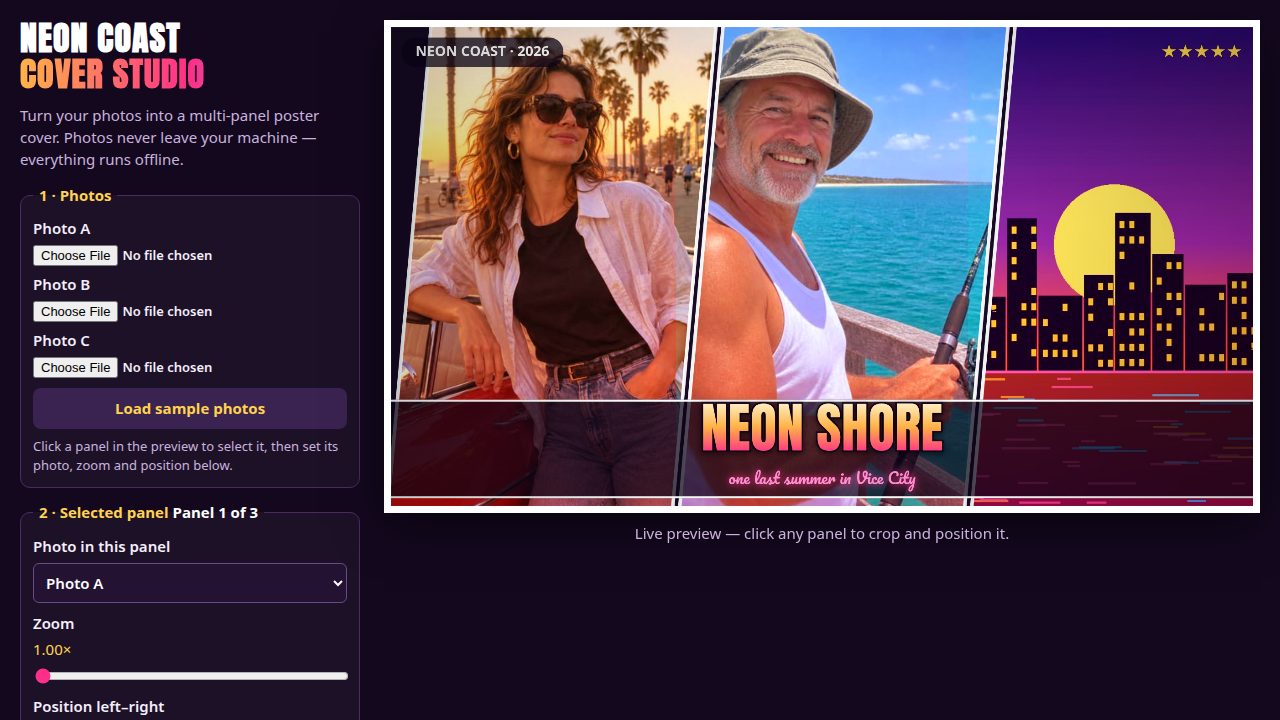 NEON COAST
COVER STUDIO
Turn your photos into a multi-panel poster
cover. Photos never leave your machine —
everything runs offline.
1 · Photos
Photo A
Choose File No file chosen
Photo B
Choose File No file chosen
Photo C
Choose File No file chosen
Load sample photos
Click a panel in the preview to select it, then set its
photo, zoom and position below.
2 · Selected panel Panel 1 of 3
Photo in this panel
Photo A
Zoom
1.00×
Position left–right
NEON COAST · 2026
★★★★★
NEON SHORE
one last summer in Vice City
Live preview — click any panel to crop and position it.